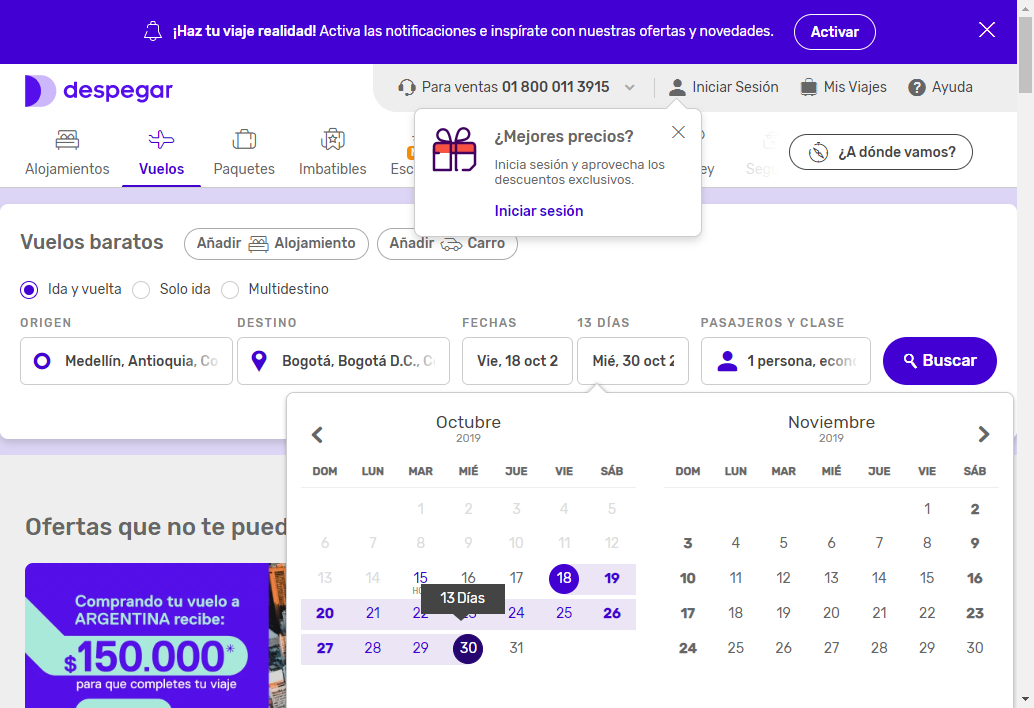 ¡Haz tu viaje realidad! Activa las notificaciones e inspírate con nuestras ofertas y novedades.
Activar
despegar
Para ventas 01 800 011 3915
Iniciar Sesión
Mis Viajes
? Ayuda
Alojamientos
Vuelos
Paquetes
Imbatibles
¿A dónde vamos?
¿Mejores precios?
Inicia sesión y aprovecha los
descuentos exclusivos.
Iniciar sesión
Vuelos baratos
Añadir Alojamiento
Añadir Carro
Ida y vuelta
Solo ida
Multidestino
ORIGEN
DESTINO
FECHAS
13 DÍAS
PASAJEROS Y CLASE
Medellín, Antioquia, Co
Bogotá, Bogotá D.C., C
Vie, 18 oct 2
Mié, 30 oct 2
1 persona, econ
Buscar
Octubre
2019
DOM LUN MAR MIÉ JUE VIE SÁB
1 2 3 4 5
6 7 8 9 10 11 12
13 14 15 16 17 18 19
13 Días
20 21 22 23 24 25 26
27 28 29 30 31
Noviembre
2019
DOM LUN MAR MIÉ JUE VIE SÁB
1 2
3 4 5 6 7 8 9
10 11 12 13 14 15 16
17 18 19 20 21 22 23
24 25 26 27 28 29 30
Ofertas que no te pued
Comprando tu vuelo a
ARGENTINA recibe:
$150.000*
para que completes tu viaje